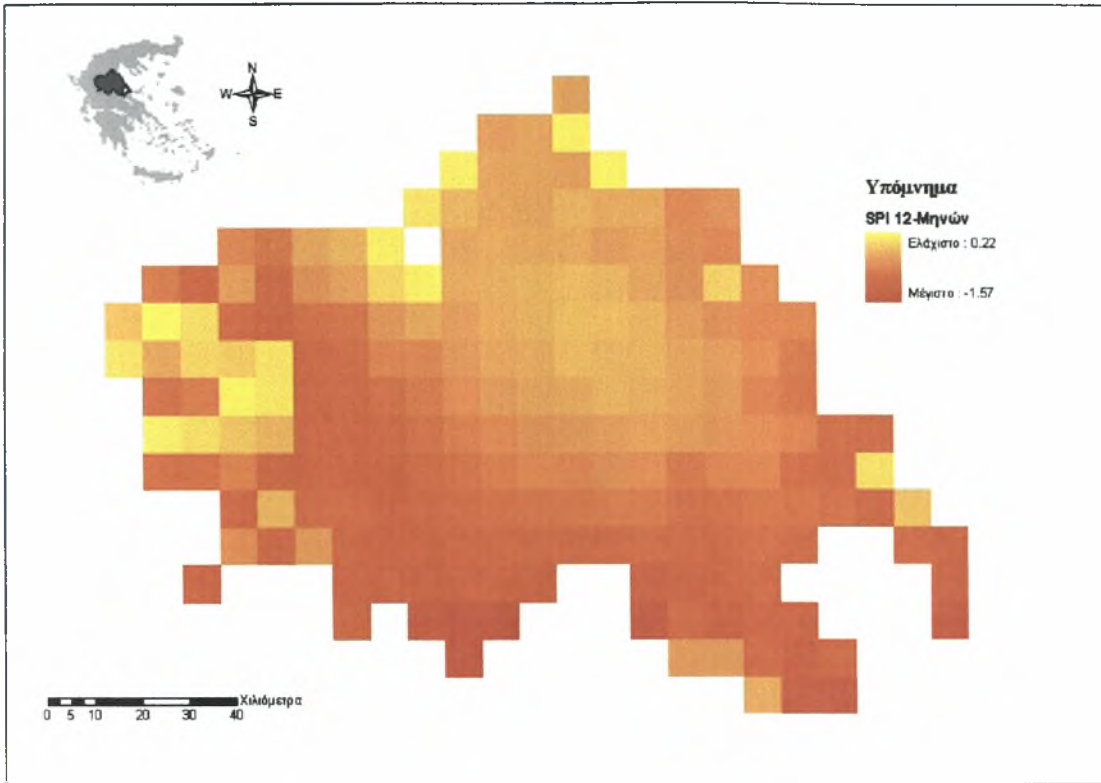 N
W E
S
Υπόμνημα
SPI 12-Μηνών
Ελάχιστο : 0.22
Μέγιστο : -1.57
Χιλιόμετρα
0 5 10 20 30 40